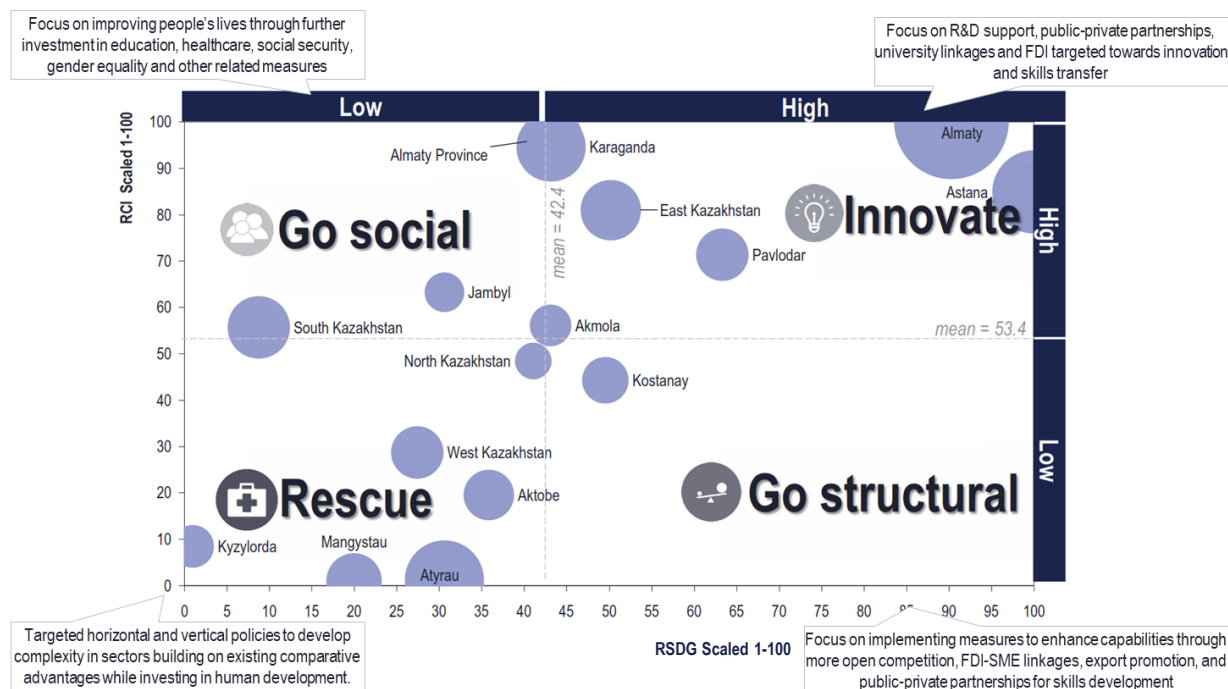 Focus on improving people's lives through further
investment in education, healthcare, social security,
gender equality and other related measures
Focus on R&D support, public-private partnerships,
university linkages and FDI targeted towards innovation
and skills transfer
Low
High
RCI Scaled 1-100
100
90
80
70
60
50
40
30
20
10
0
Almaty Province
Karaganda
Almaty
Astana
East Kazakhstan
Pavlodar
Go social
Innovate
mean = 42.4
Jambyl
South Kazakhstan
Akmola
mean = 53.4
North Kazakhstan
Kostanay
High
Low
West Kazakhstan
Aktobe
Rescue
Go structural
Kyzylorda
Mangystau
Atyrau
0 5 10 15 20 25 30 35 40 45 50 55 60 65 70 75 80 85 90 95 100
RSDG Scaled 1-100
Targeted horizontal and vertical policies to develop
complexity in sectors building on existing comparative
advantages while investing in human development.
Focus on implementing measures to enhance capabilities through
more open competition, FDI-SME linkages, export promotion, and
public-private partnerships for skills development